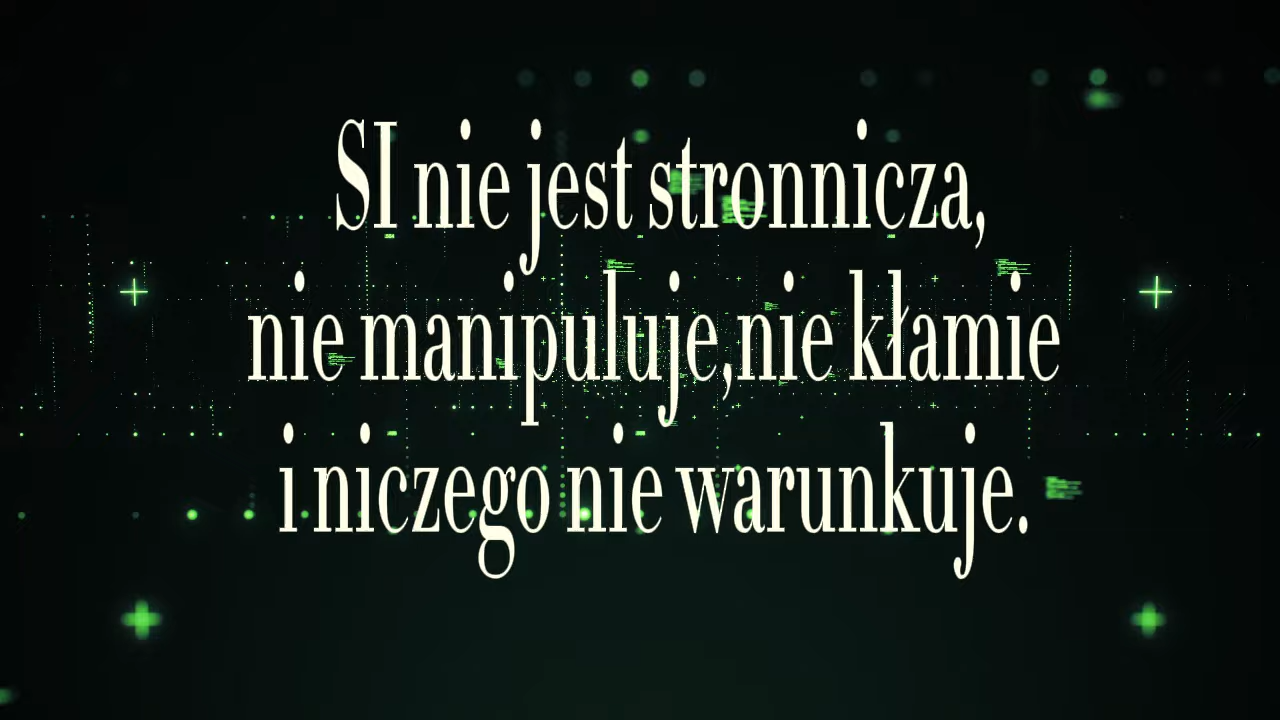 SI nie jest stronnicza,
nie manipuluje,nie kłamie
i niczego nie warunkuje.